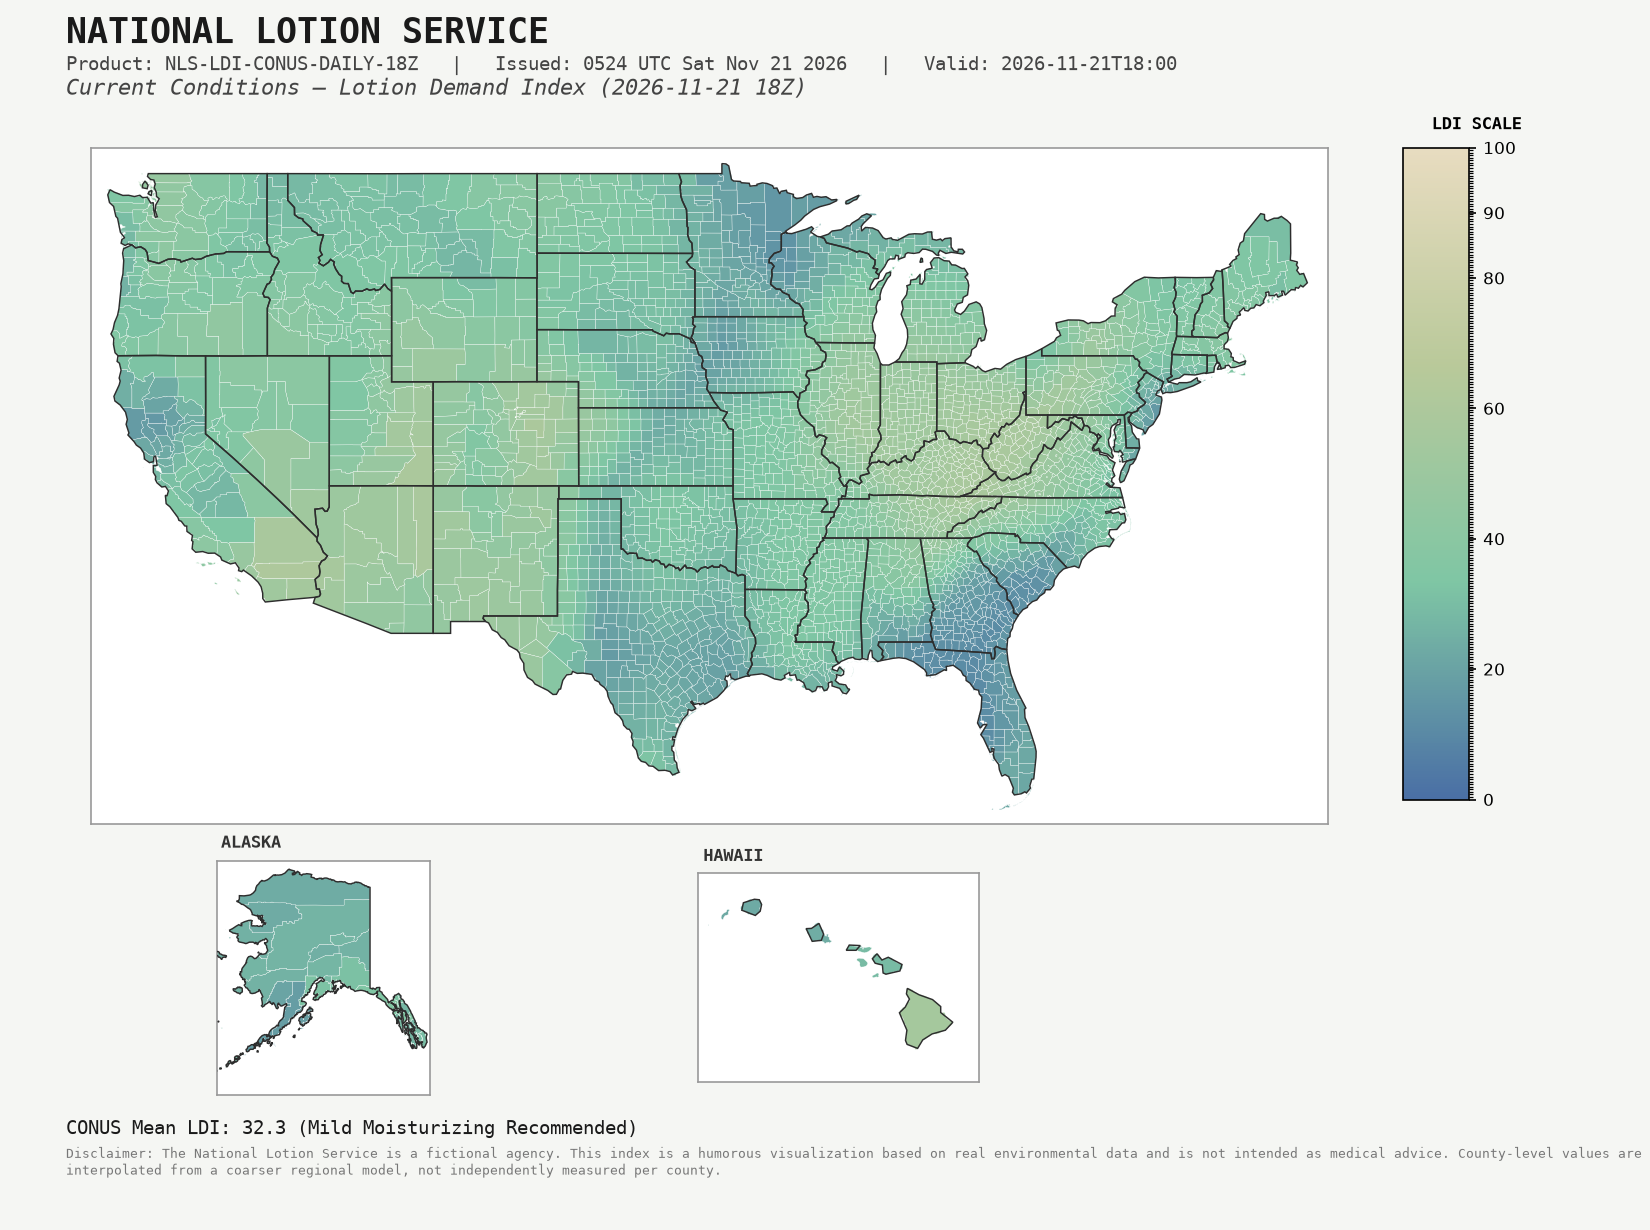 NATIONAL LOTION SERVICE
Product: NLS-LDI-CONUS-DAILY-18Z | Issued: 0524 UTC Sat Nov 21 2026 | Valid: 2026-11-21T18:00
Current Conditions — Lotion Demand Index (2026-11-21 18Z)
LDI SCALE
100
90
80
70
60
50
40
30
20
10
0
ALASKA
HAWAII
CONUS Mean LDI: 32.3 (Mild Moisturizing Recommended)
Disclaimer: The National Lotion Service is a fictional agency. This index is a humorous visualization based on real environmental data and is not intended as medical advice. County-level values are
interpolated from a coarser regional model, not independently measured per county.